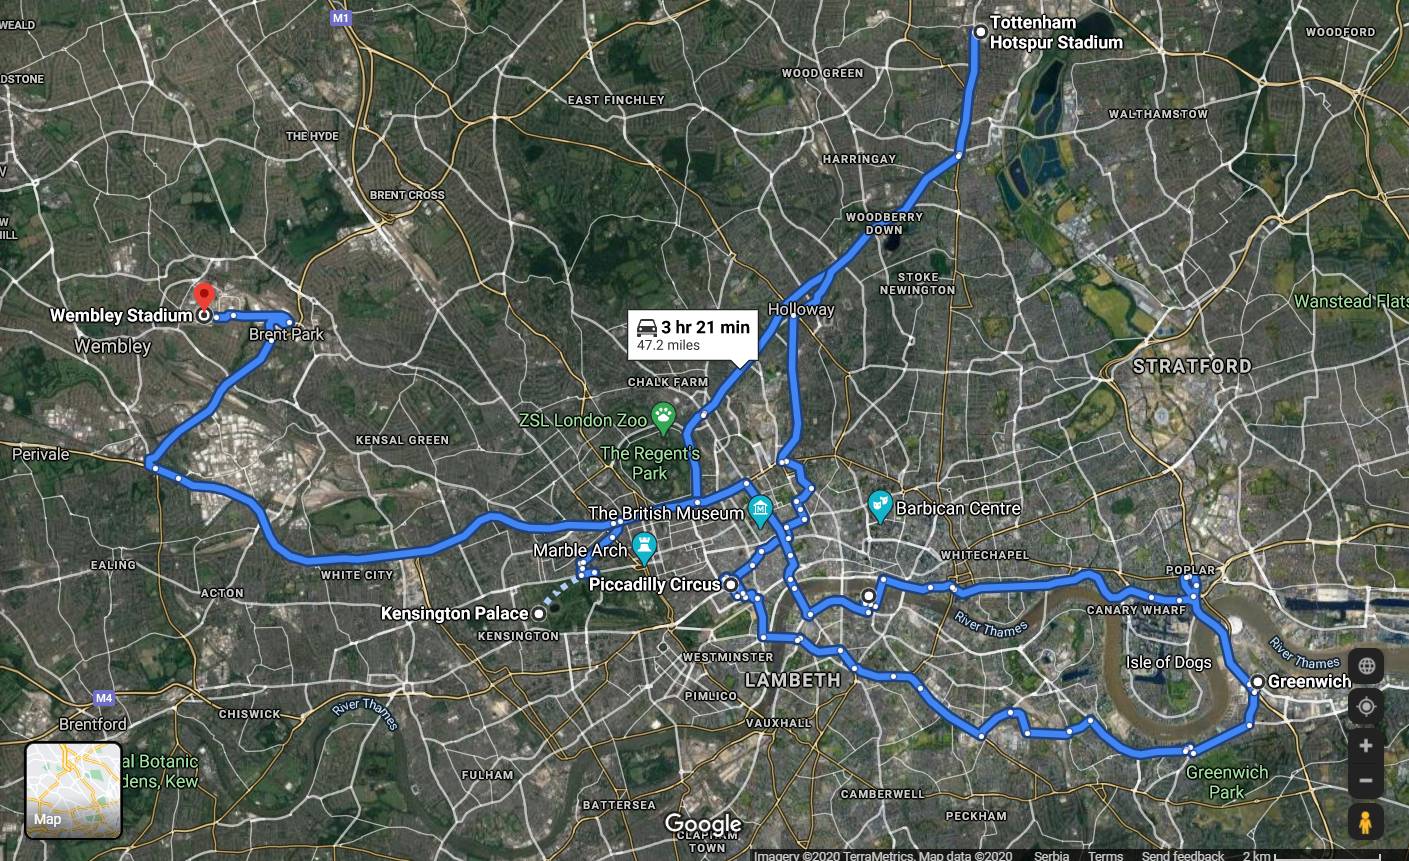 WEALD
M1
Tottenham
Hotspur Stadium
WOODFORD
DSTONE
WOOD GREEN
EAST FINCHLEY
WALTHAMSTOW
THE HYDE
HARRINGAY
BRENT CROSS
W
HILL
WOODBERRY
DOWN
STOKE
NEWINGTON
Wanstead Flats
Wembley Stadium
Holloway
Brent Park
Wembley
3 hr 21 min
47.2 miles
STRATFORD
CHALK FARM
ZSL London Zoo
KENSAL GREEN
Perivale
The Regent's
Park
The British Museum
Barbican Centre
Marble Arch
WHITECHAPEL
EALING
WHITE CITY
POPLAR
ACTON
Piccadilly Circus
Kensington Palace
CANARY WHARF
KENSINGTON
River Thames
River Thames
WESTMINSTER
Isle of Dogs
LAMBETH
Greenwich
PIMLICO
M4
CHISWICK
River Thames
Brentford
VAUXHALL
al Botanic
dens, Kew
FULHAM
Greenwich
Park
CAMBERWELL
BATTERSEA
PECKHAM
Map
Google
CLAPHAM
TOWN
Imagery ©2020 TerraMetrics, Map data ©2020 Serbia Terms Send feedback 2 km